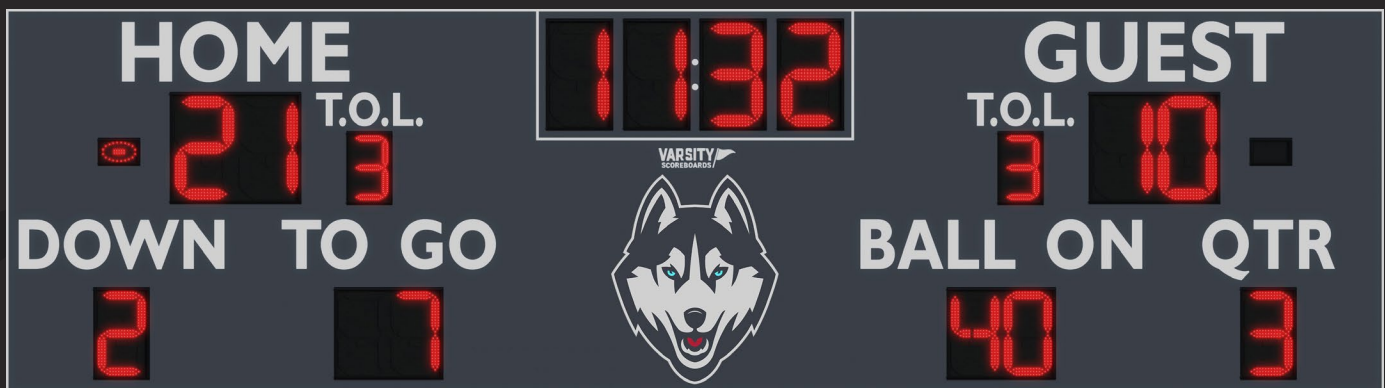 HOME
11:32
GUEST
21
T.O.L.
3
T.O.L.
3
10
VARSITY
SCOREBOARDS
DOWN
TO GO
BALL ON
QTR
2
7
40
3